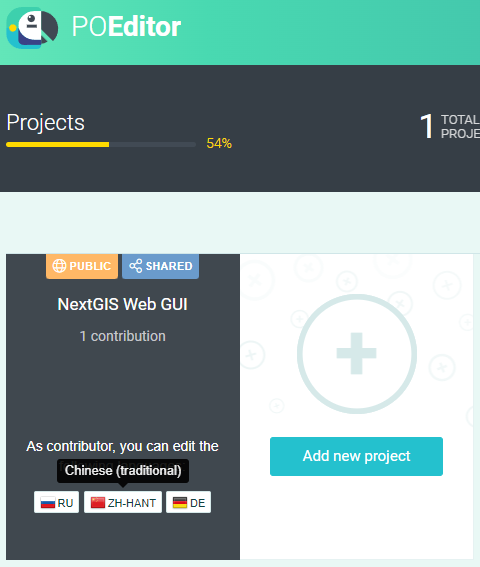 POEditor
Projects
54%
1 TOTAL
PROJE
PUBLIC SHARED
NextGIS Web GUI
1 contribution
As contributor, you can edit the
Chinese (traditional)
RU ZH-HANT DE
Add new project